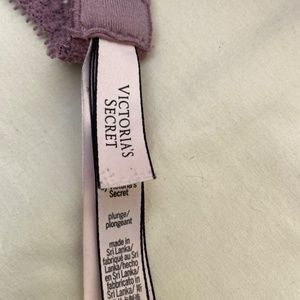 VICTORIA'S
SECRET
Victoria's
Secret
plunge/
plongeant
made in
Sri Lanka/
fabriqué au Sri
Lanka/hecho
en Sri Lanka/
fabbricato in
Sri Lanka/